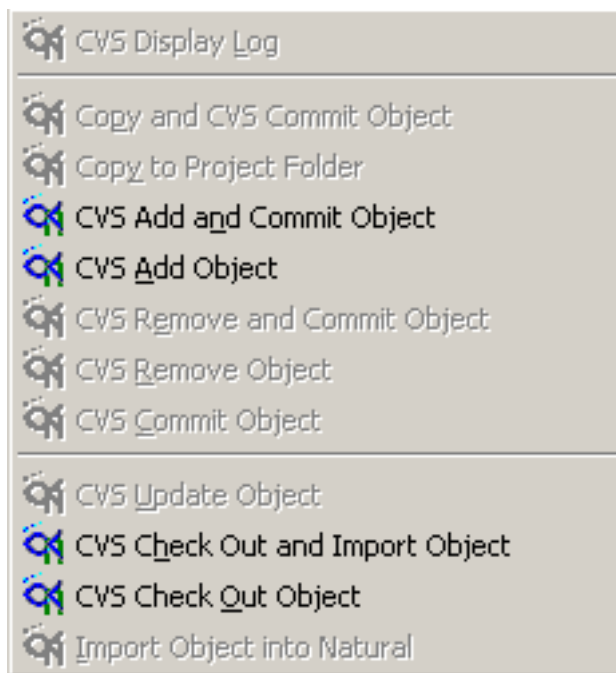 CVS Display Log
Copy and CVS Commit Object
Copy to Project Folder
CVS Add and Commit Object
CVS Add Object
CVS Remove and Commit Object
CVS Remove Object
CVS Commit Object
CVS Update Object
CVS Check Out and Import Object
CVS Check Out Object
Import Object into Natural